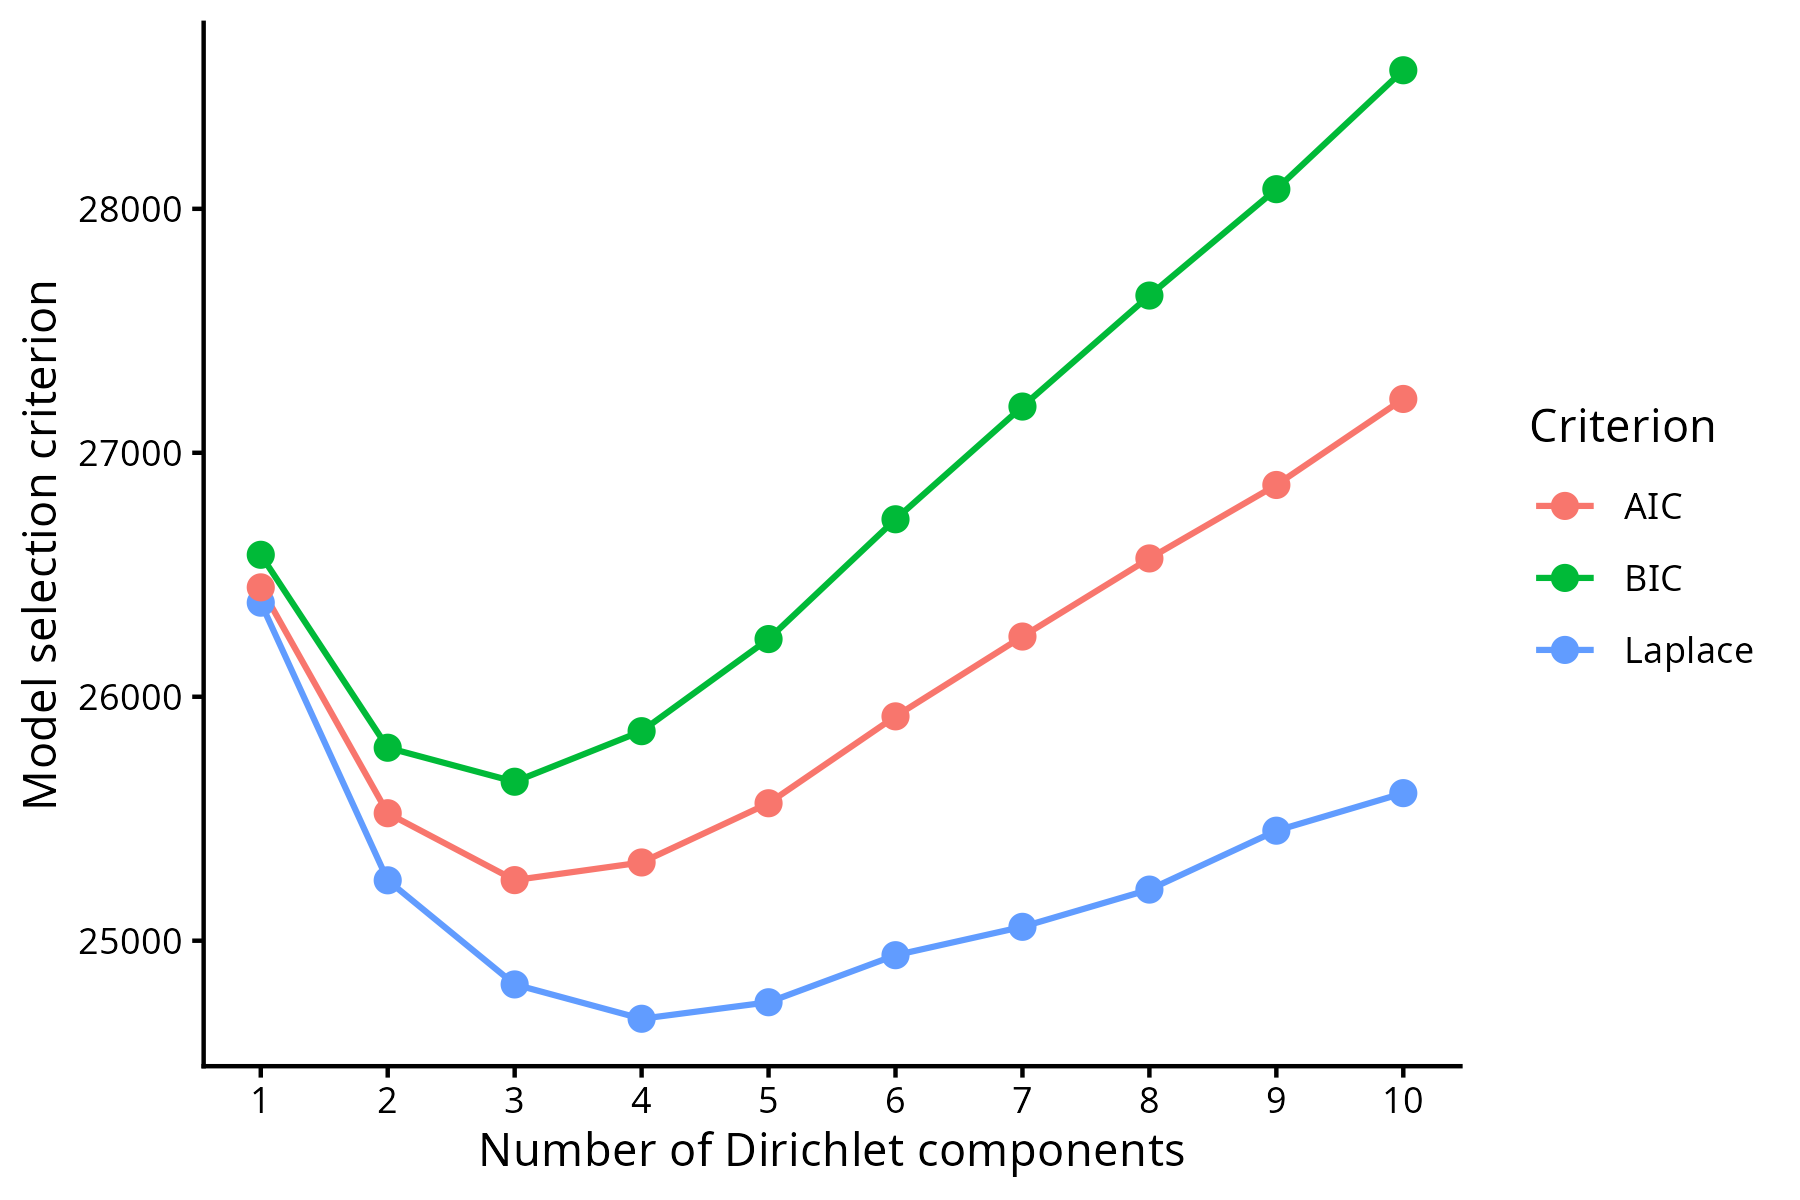 Model selection criterion
28000
27000
26000
25000
1 2 3 4 5 6 7 8 9 10
Number of Dirichlet components
Criterion
AIC
BIC
Laplace